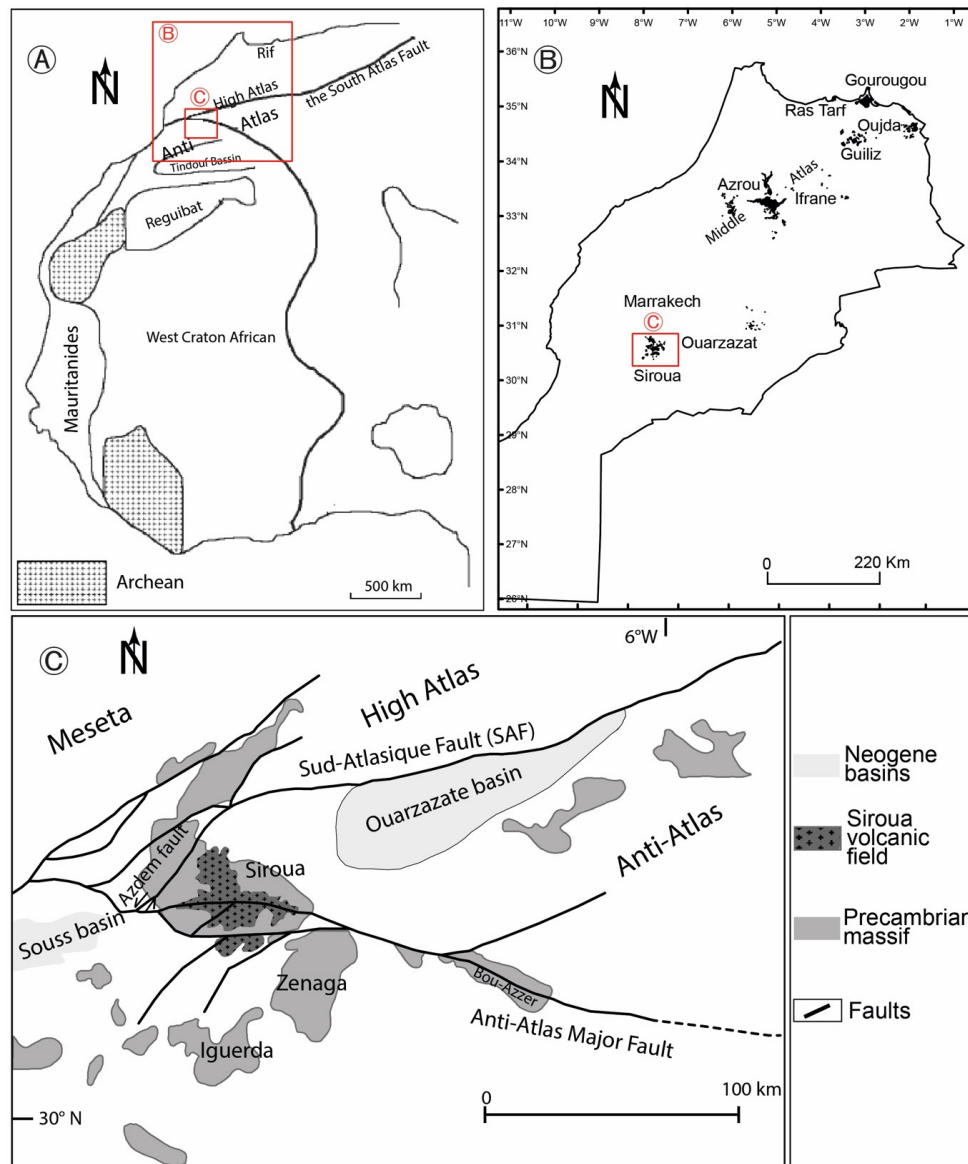 A
N
B
Rif
High Atlas
the South Atlas Fault
C
Atlas
Anti
Tindouf Bassin
Reguibat
West Craton African
Mauritanides
Archean
500 km
B
11°W
10°W
9°W
8°W
7°W
6°W
5°W
4°W
3°W
2°W
1°W
36°N
35°N
34°N
33°N
32°N
31°N
30°N
29°N
28°N
27°N
26°N
N
Gourougou
Ras Tarf
Oujda
Guiliz
Atlas
Azrou
Ifrane
Middle
Marrakech
C
Ouarzazat
Siroua
0
220 Km
C
N
6°W
Meseta
High Atlas
Sud-Atlasique Fault (SAF)
Ouarzazate basin
Anti-Atlas
Azdem fault
Siroua
Souss basin
Zenaga
Bou-Azzer
Anti-Atlas Major Fault
Iguerda
30° N
0
100 km
Neogene
basins
Siroua
volcanic
field
Precambrian
massif
Faults